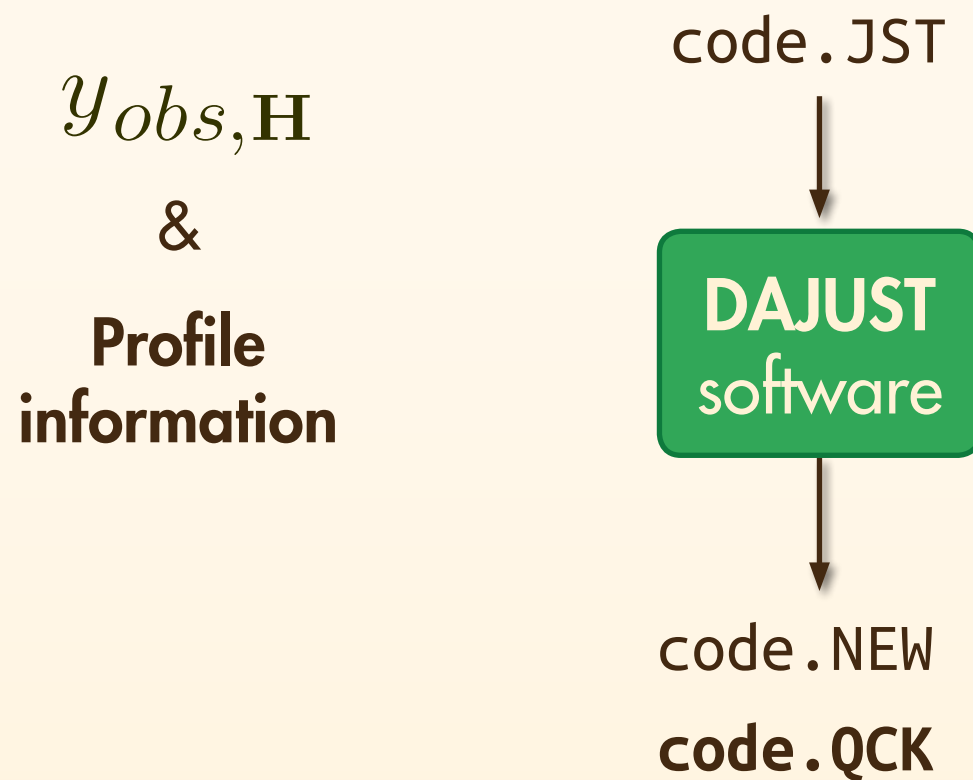 y_{obs,H}
&
Profile
information
code.JST
DAJUST
software
code.NEW
code.QCK